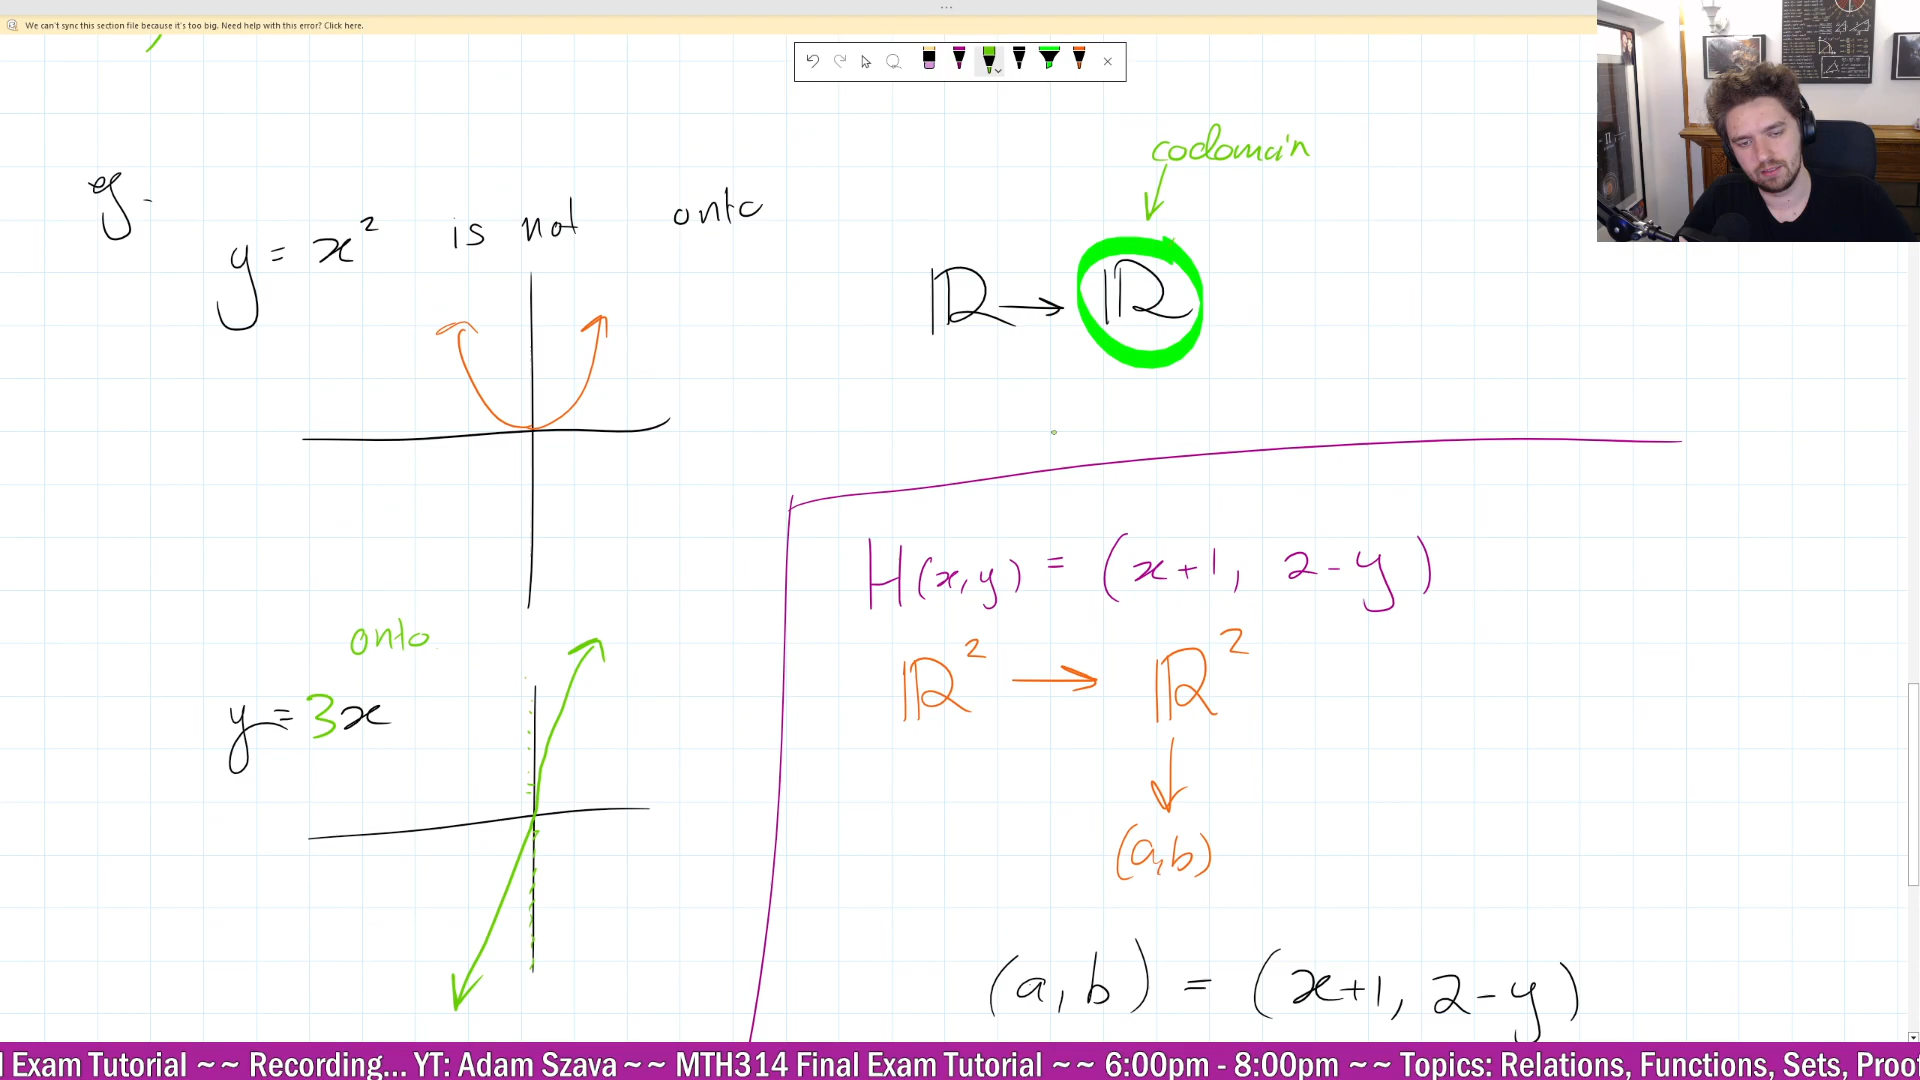 We can't sync this section file because it's too big. Need help with this error? Click here.
codomain
eg.
y = x² is not onto
ℝ → ℝ
H(x,y) = (x+1, 2-y)
ℝ² → ℝ²
(a,b)
onto
y = 3x
(a, b) = (x+1, 2-y)
l Exam Tutorial ~~ Recording... YT: Adam Szava ~~ MTH314 Final Exam Tutorial ~~ 6:00pm - 8:00pm ~~ Topics: Relations, Functions, Sets, Proof